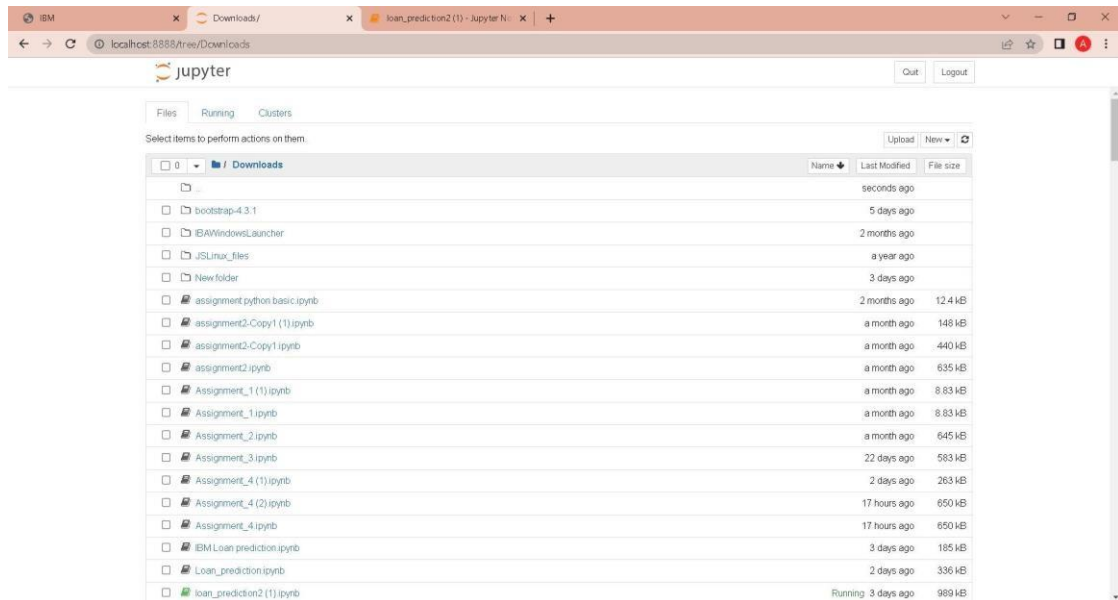 IBM
Downloads/
loan_prediction2 (1) - Jupyter No
localhost:8888/tree/Downloads
A
jupyter
Quit Logout
Files Running Clusters
Select items to perform actions on them.
Upload New
0 / Downloads Name Last Modified File size
.. seconds ago
bootstrap-4.3.1 5 days ago
IBAWindowsLauncher 2 months ago
JSLinux_files a year ago
New folder 3 days ago
assignment python basic.ipynb 2 months ago 12.4 kB
assignment2-Copy1 (1).ipynb a month ago 148 kB
assignment2-Copy1.ipynb a month ago 440 kB
assignment2.ipynb a month ago 635 kB
Assignment_1 (1).ipynb a month ago 8.83 kB
Assignment_1.ipynb a month ago 8.83 kB
Assignment_2.ipynb a month ago 645 kB
Assignment_3.ipynb 22 days ago 583 kB
Assignment_4 (1).ipynb 2 days ago 263 kB
Assignment_4 (2).ipynb 17 hours ago 650 kB
Assignment_4.ipynb 17 hours ago 650 kB
IBM Loan prediction.ipynb 3 days ago 185 kB
Loan_prediction.ipynb 2 days ago 336 kB
loan_prediction2 (1).ipynb Running 3 days ago 989 kB